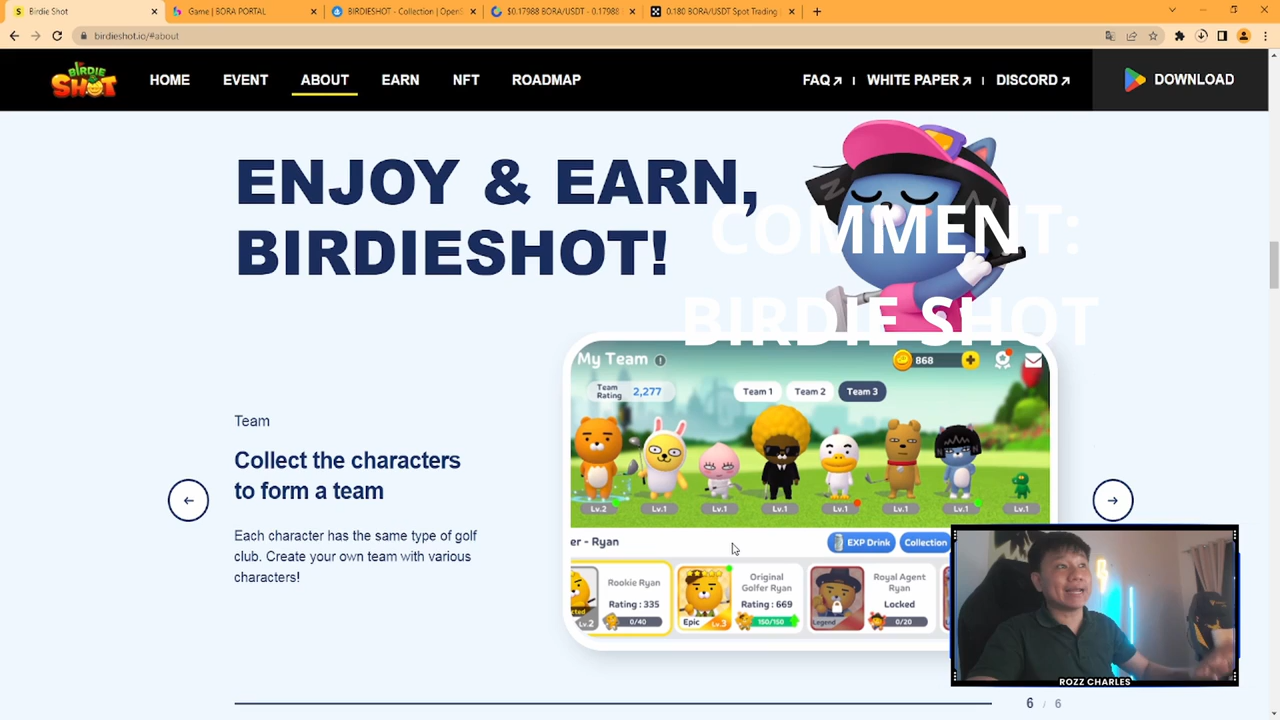 Birdie Shot
Game | BORA PORTAL
BIRDIESHOT - Collection | Open
$0.17988 BORA/USDT - 0.17988
0.180 BORA/USDT Spot Trading
birdieshot.io/#about
BIRDIE SHOT
HOME
EVENT
ABOUT
EARN
NFT
ROADMAP
FAQ
WHITE PAPER
DISCORD
DOWNLOAD
ENJOY & EARN,
BIRDIESHOT!
COMMENT:
BIRDIE SHOT
My Team
868
Team
Rating
2,277
Team 1
Team 2
Team 3
Lv.2
Lv.1
Lv.1
Lv.1
Lv.1
Lv.1
Lv.1
Lv.1
er - Ryan
EXP Drink
Collection
Lv.2
Rookie Ryan
Rating : 335
0/40
Epic
Lv.3
Original
Golfer Ryan
Rating : 669
150/150
Legend
Royal Agent
Ryan
Locked
0/20
Team
Collect the characters
to form a team
Each character has the same type of golf
club. Create your own team with various
characters!
ROZZ CHARLES
6 / 6